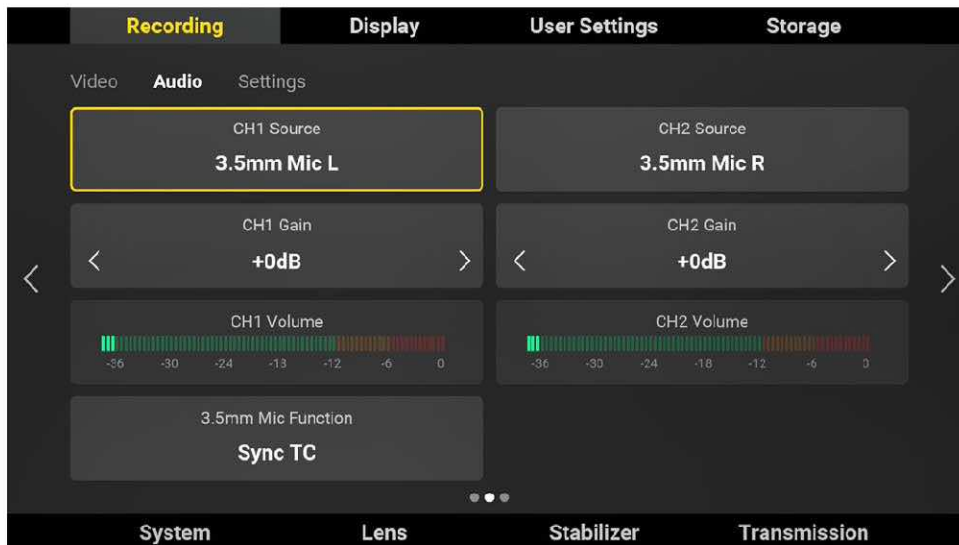 Recording Display User Settings Storage
Video Audio Settings
CH1 Source CH2 Source
3.5mm Mic L 3.5mm Mic R
CH1 Gain CH2 Gain
+0dB +0dB
CH1 Volume CH2 Volume
-36 -30 -24 -18 -12 -6 0 -36 -30 -24 -18 -12 -6 0
3.5mm Mic Function
Sync TC
System Lens Stabilizer Transmission